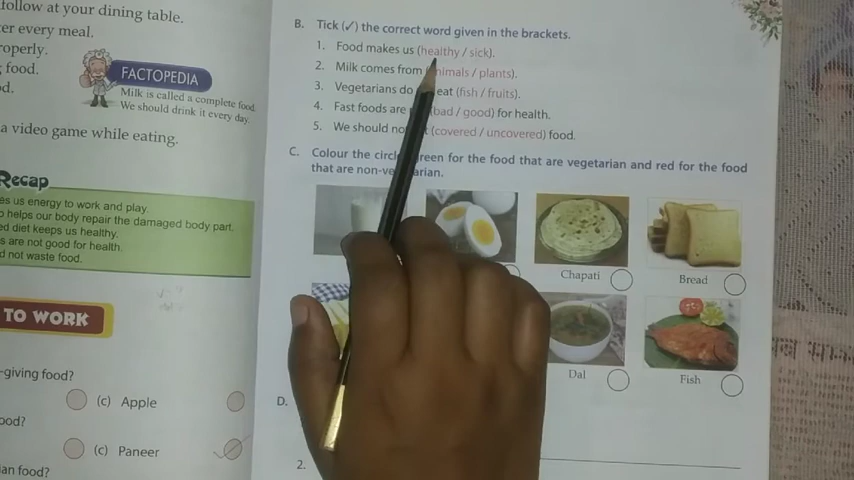 follow at your dining table.
er every meal.
roperly.
food.
d.
FACTOPEDIA
Milk is called a complete food.
We should drink it every day.
a video game while eating.
Recap
es us energy to work and play.
o helps our body repair the damaged body part.
ed diet keeps us healthy.
s are not good for health.
d not waste food.
TO WORK
-giving food?
(c) Apple
ood?
(c) Paneer
an food?
B. Tick (✓) the correct word given in the brackets.
1. Food makes us (healthy / sick).
2. Milk comes from nimals / plants).
3. Vegetarians do eat (fish / fruits).
4. Fast foods are (bad / good) for health.
5. We should no t (covered / uncovered) food.
C. Colour the circl green for the food that are vegetarian and red for the food
that are non-ve arian.
Chapati
Bread
Dal
Fish
D.
2.